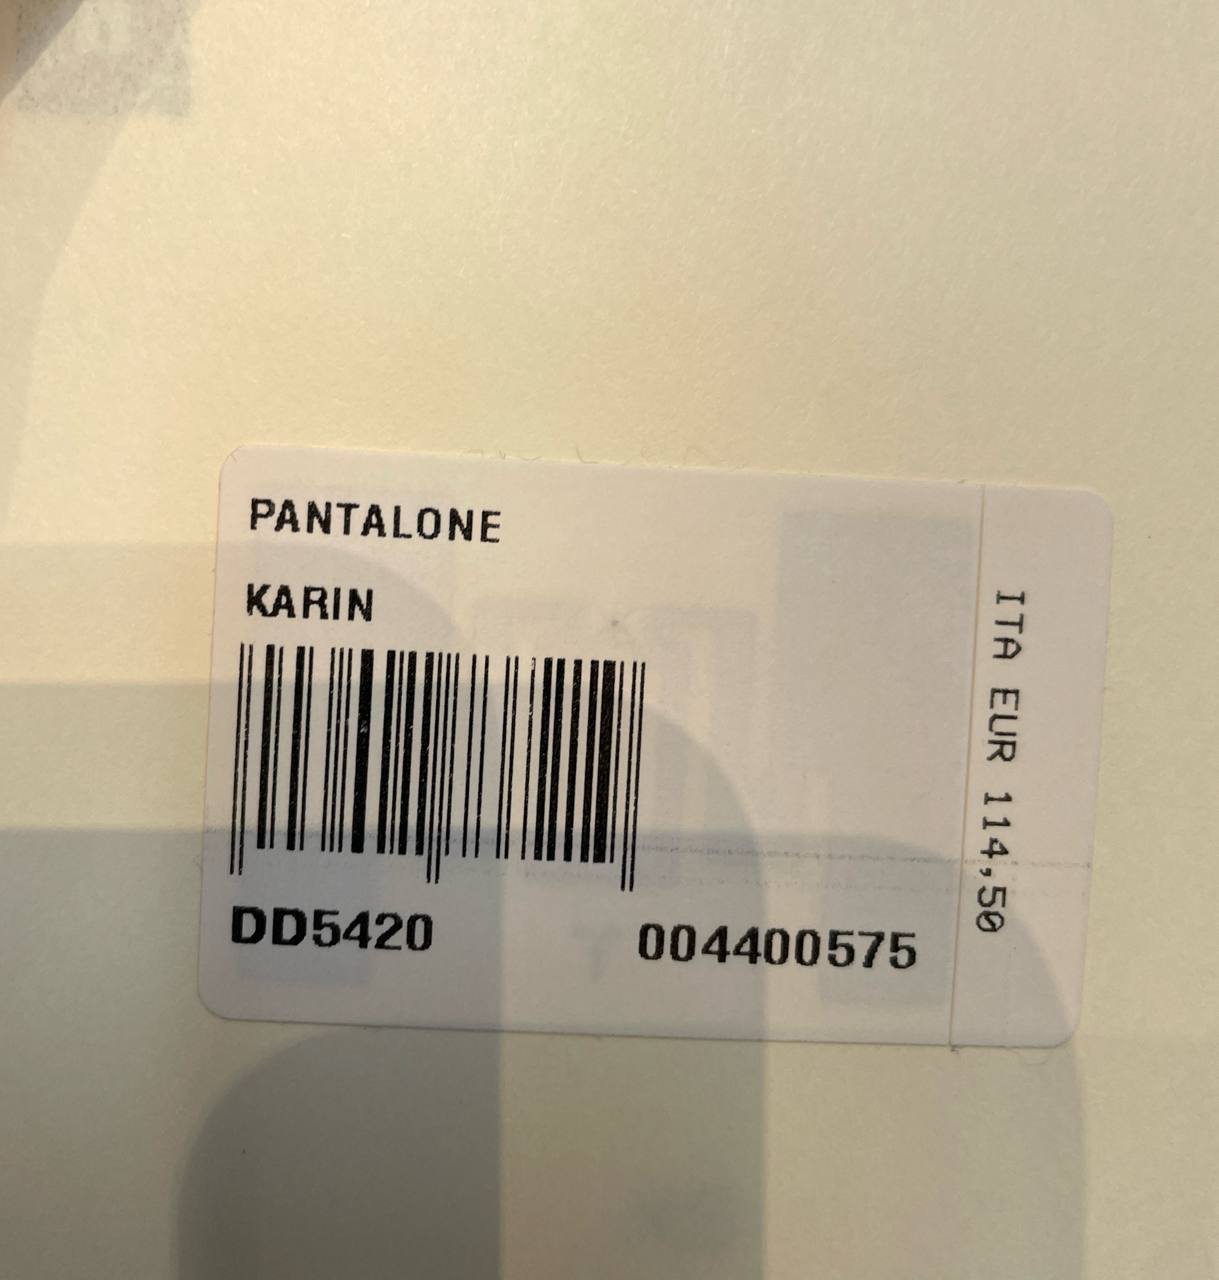 PANTALONE
KARIN
DD5420 004400575
ITA EUR 114,50